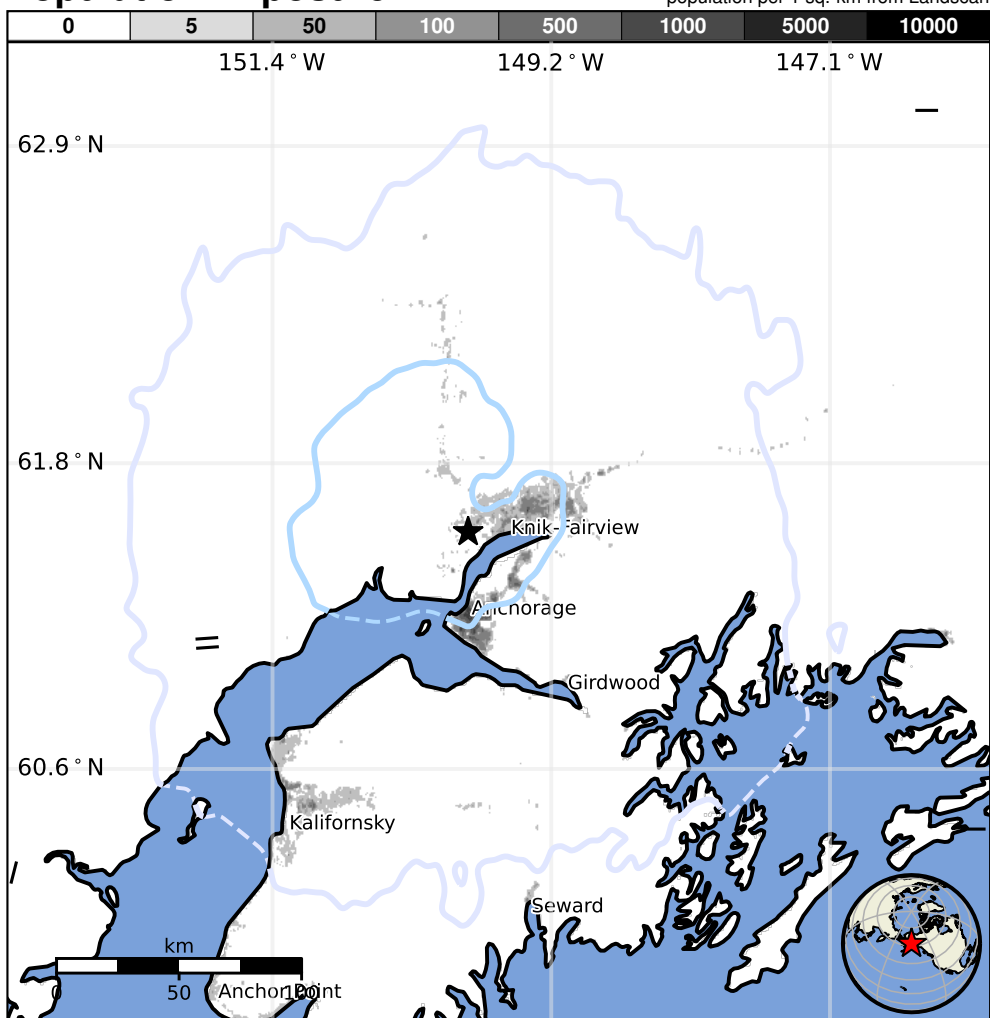 population per 1 sq. km from Landscan
0 5 50 100 500 1000 5000 10000
151.4°W 149.2°W 147.1°W
62.9°N
61.8°N
Knik-Fairview
Anchorage
Girdwood
60.6°N
Kalifornsky
Seward
km
0 50 100
Anchor Point